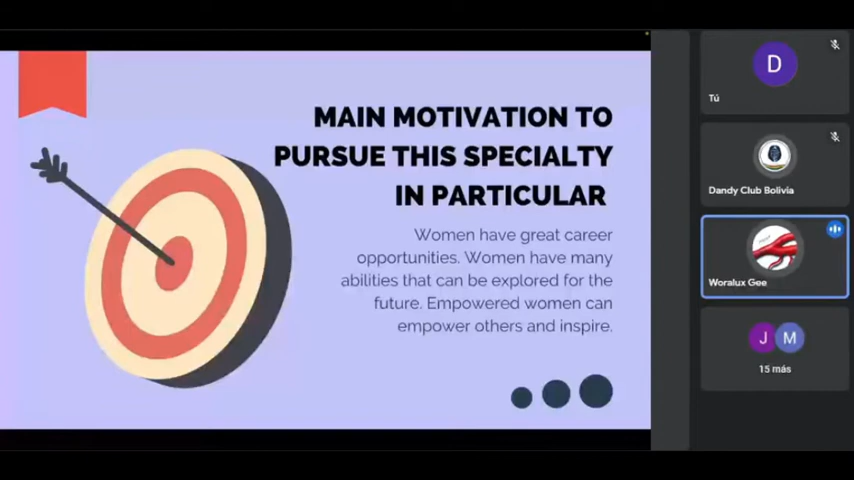 MAIN MOTIVATION TO
PURSUE THIS SPECIALTY
IN PARTICULAR
Women have great career
opportunities. Women have many
abilities that can be explored for the
future. Empowered women can
empower others and inspire.
D
Tú
Dandy Club Bolivia
Woralux Gee
J M
15 más